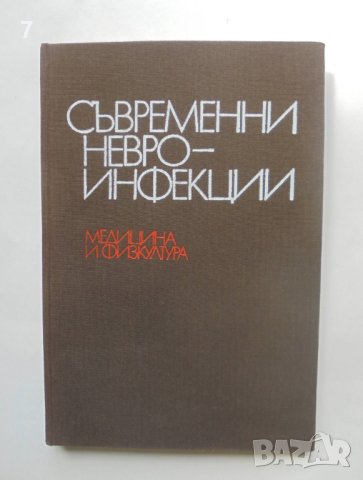 7
СЪВРЕМЕННИ
НЕВРО-
ИНФЕКЦИИ
МЕДИЦИНА
И ФИЗКУЛТУРА
BAZAR